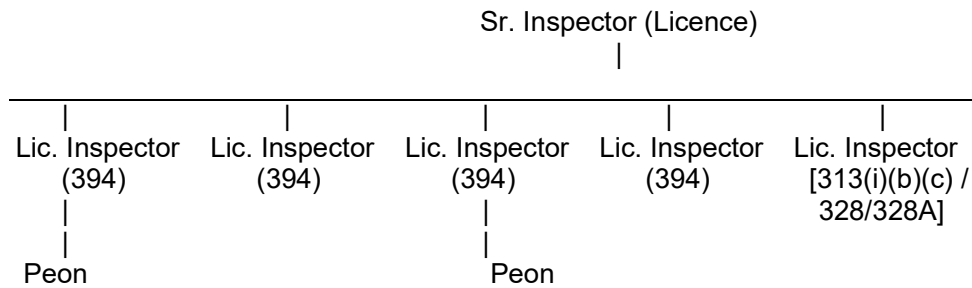 Sr. Inspector (Licence)
Lic. Inspector Lic. Inspector Lic. Inspector Lic. Inspector Lic. Inspector
(394) (394) (394) (394) [313(i)(b)(c) /
328/328A]
Peon Peon